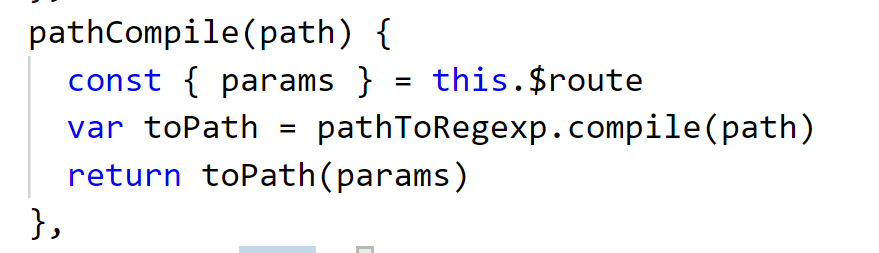 pathCompile(path) {
const { params } = this.$route
var toPath = pathToRegexp.compile(path)
return toPath(params)
},